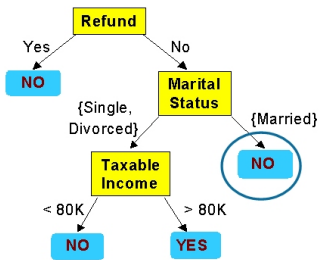 Refund
Yes
No
NO
Marital
Status
{Single,
Divorced}
{Married}
Taxable
Income
NO
< 80K
> 80K
NO
YES